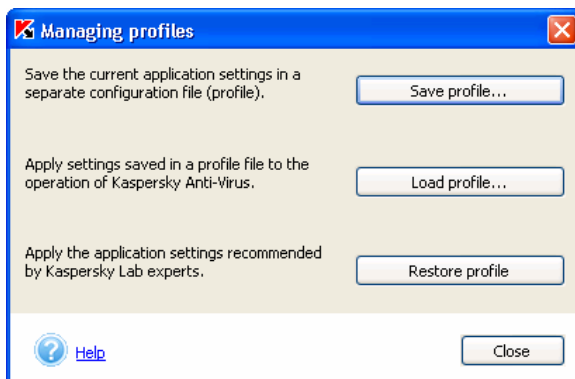 Managing profiles
Save the current application settings in a
separate configuration file (profile).
Save profile...
Apply settings saved in a profile file to the
operation of Kaspersky Anti-Virus.
Load profile...
Apply the application settings recommended
by Kaspersky Lab experts.
Restore profile
Help
Close